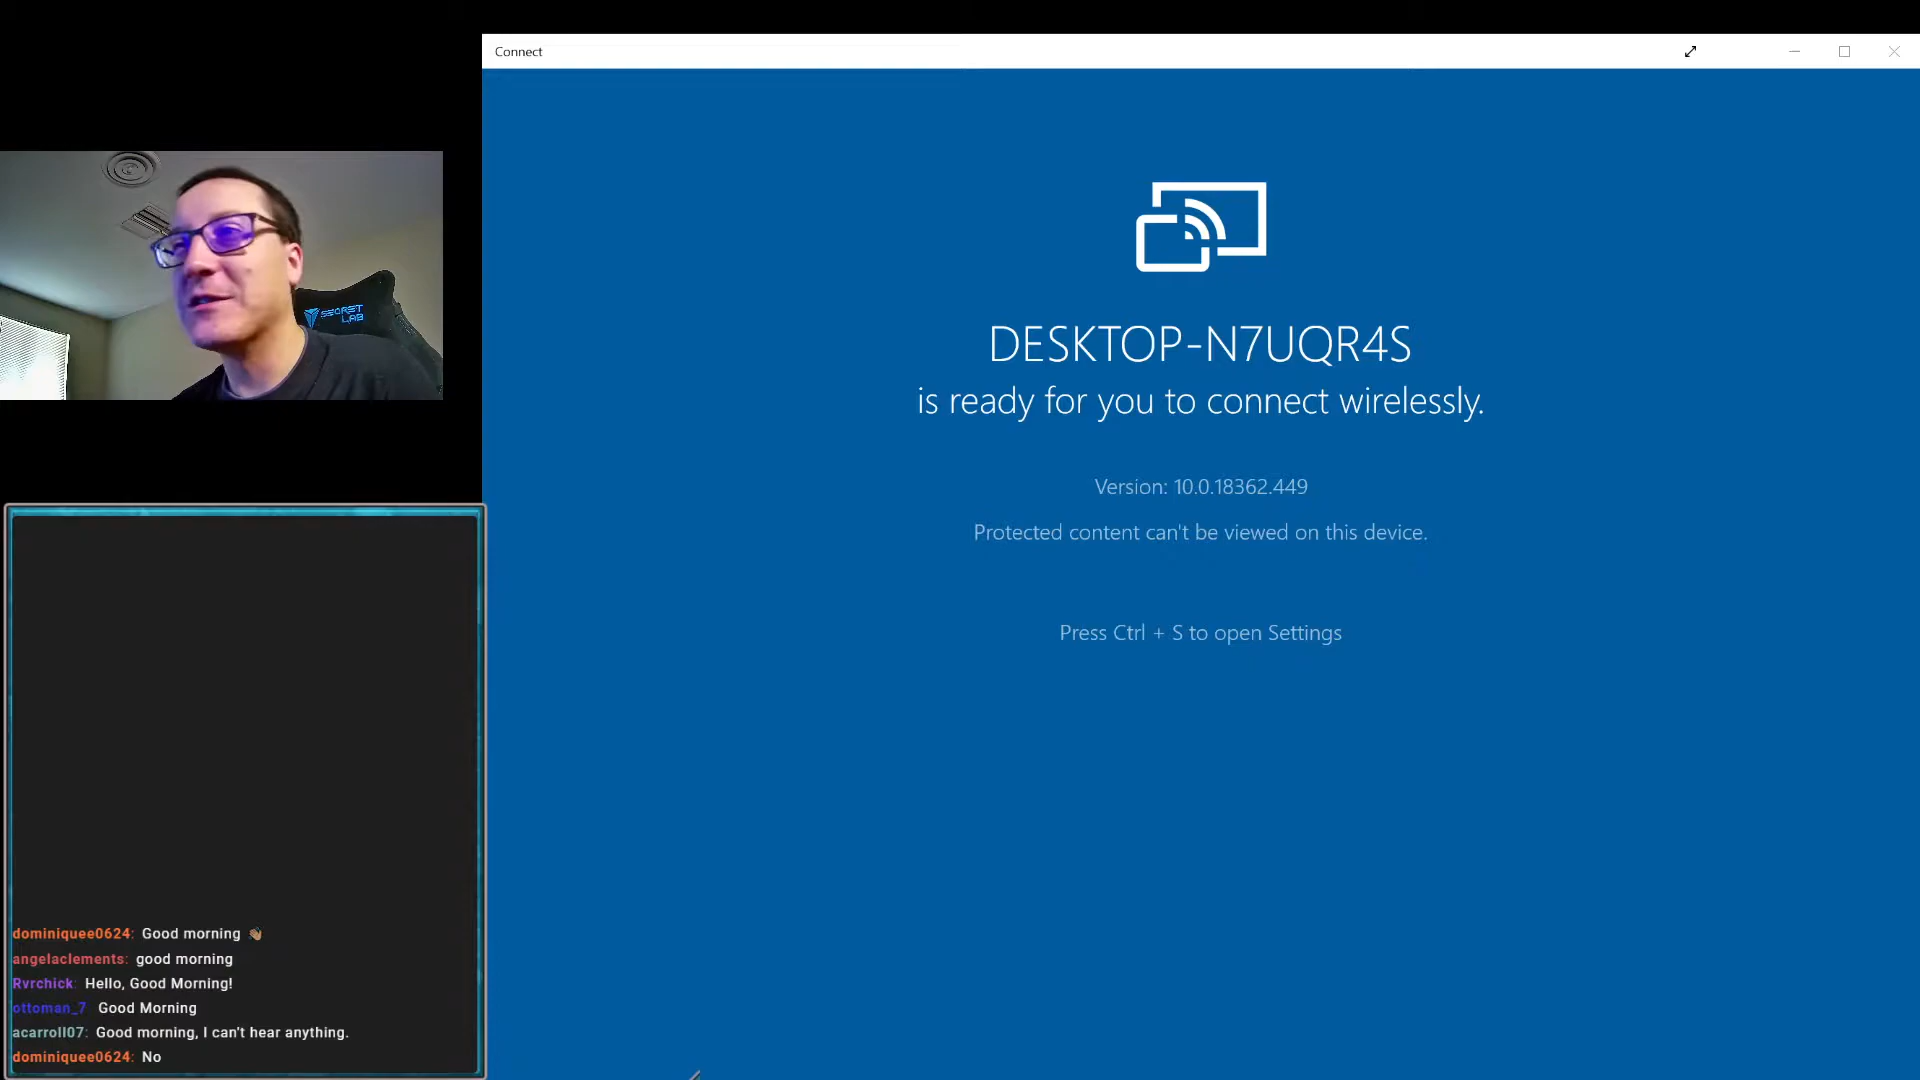 Connect
SECRET
LAB
DESKTOP-N7UQR4S
is ready for you to connect wirelessly.
Version: 10.0.18362.449
Protected content can't be viewed on this device.
Press Ctrl + S to open Settings
dominiquee0624: Good morning 👋🏽
angelaclements: good morning
Rvrchick: Hello, Good Morning!
ottoman_7 Good Morning
acarroll07: Good morning, I can't hear anything.
dominiquee0624: No